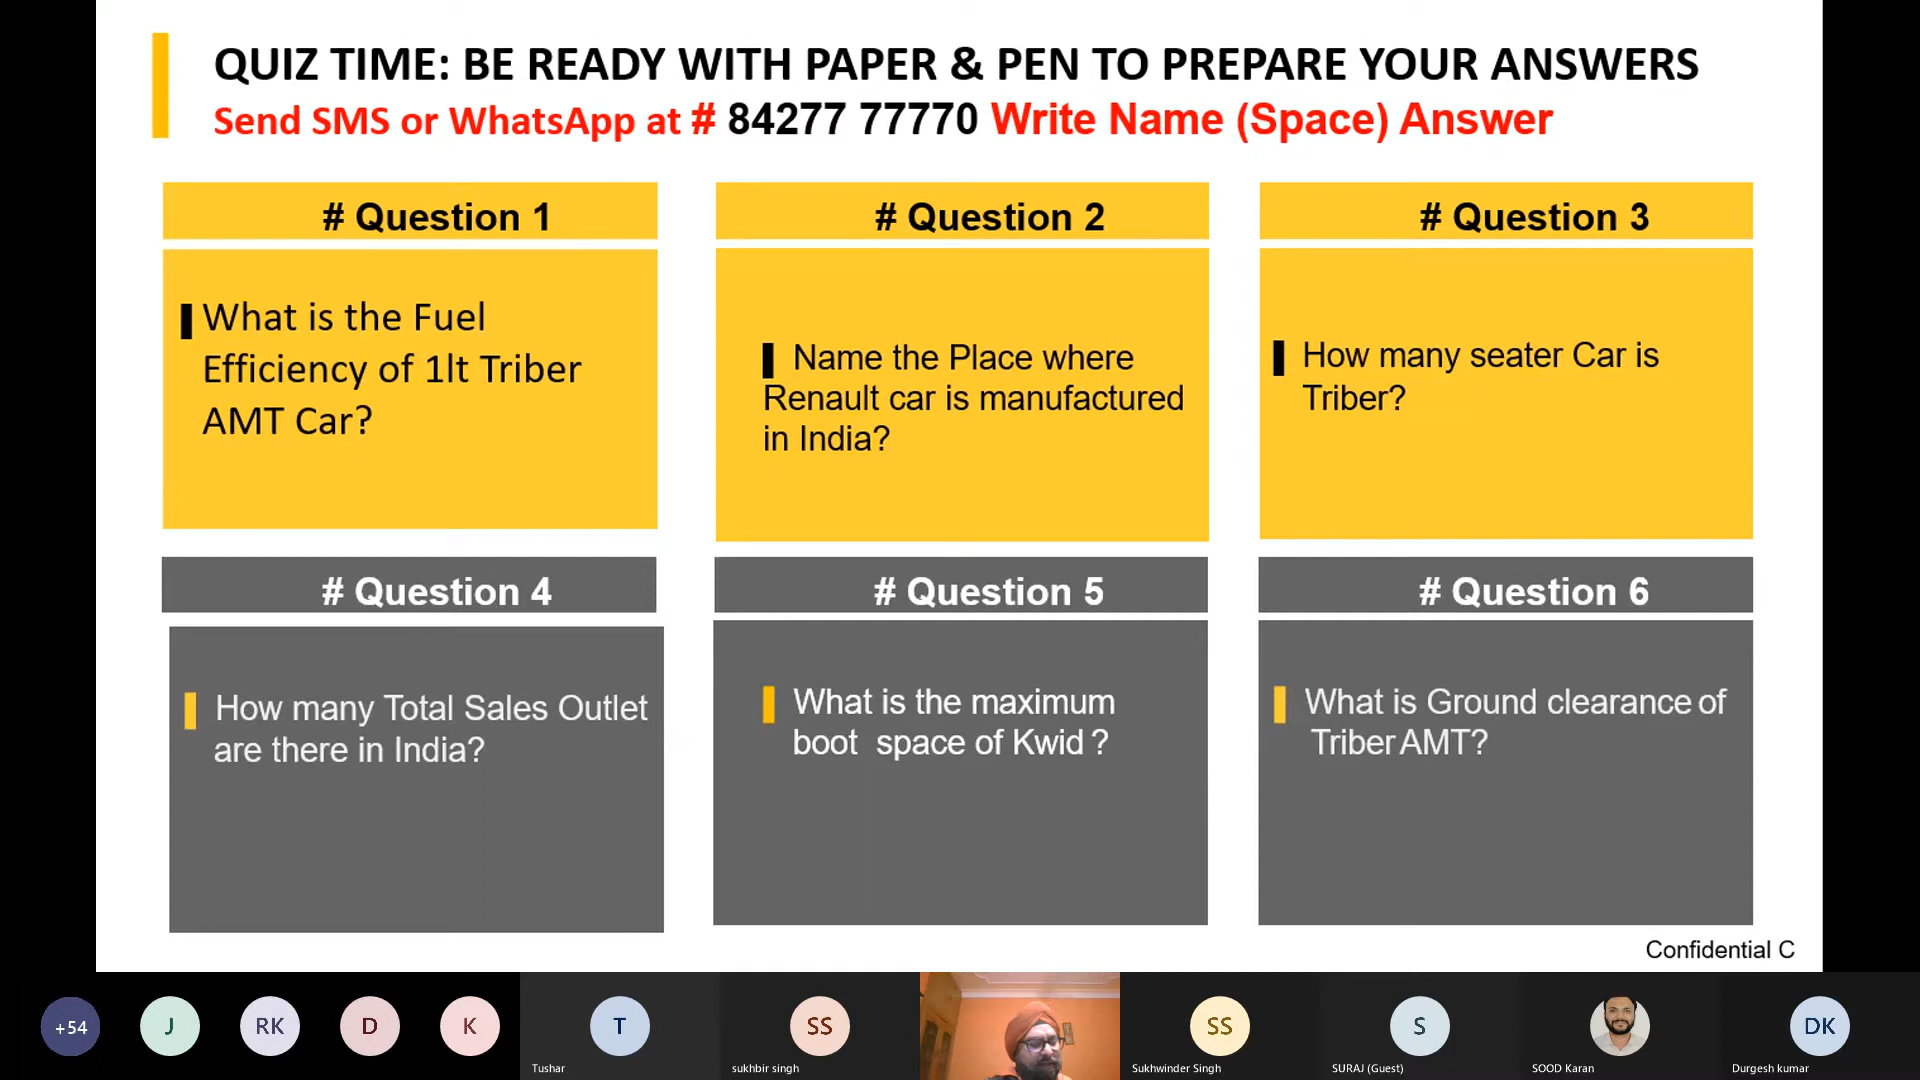 QUIZ TIME: BE READY WITH PAPER & PEN TO PREPARE YOUR ANSWERS
Send SMS or WhatsApp at # 84277 77770 Write Name (Space) Answer
# Question 1
What is the Fuel
Efficiency of 1lt Triber
AMT Car?
# Question 2
Name the Place where
Renault car is manufactured
in India?
# Question 3
How many seater Car is
Triber?
# Question 4
How many Total Sales Outlet
are there in India?
# Question 5
What is the maximum
boot space of Kwid ?
# Question 6
What is Ground clearance of
Triber AMT?
Confidential C
+54
J
RK
D
K
T
Tushar
SS
sukhbir singh
SS
Sukhwinder Singh
S
SURAJ (Guest)
SOOD Karan
DK
Durgesh kumar